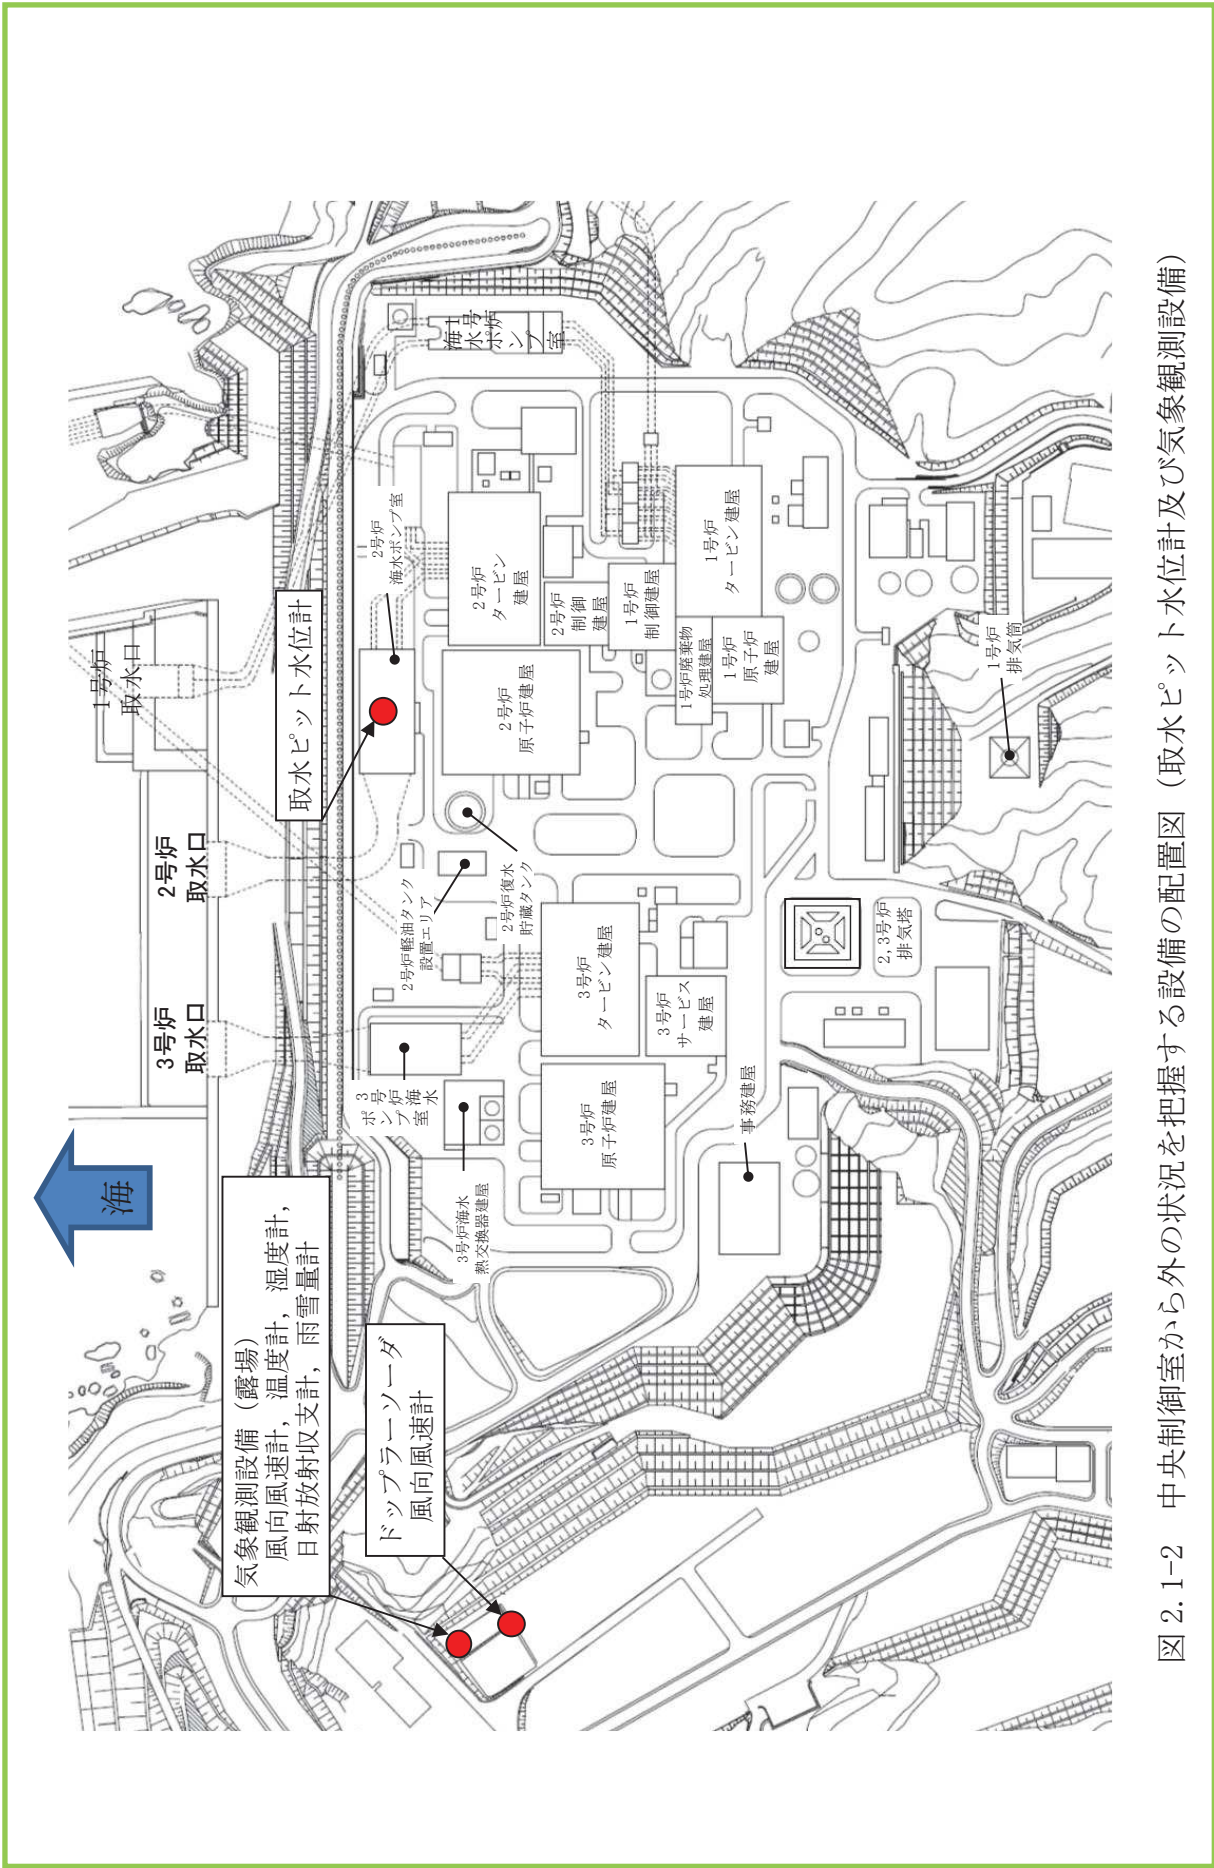 海
気象観測設備（露場）
風向風速計，温度計，湿度計，
日射放射収支計，雨雪量計
ドップラーソーダ
風向風速計
3号炉
取水口
2号炉
取水口
1号炉
取水口
取水ピット水位計
3号炉海水
ポンプ室
3号炉海水
熱交換器建屋
2号炉軽油タンク
設置エリア
2号炉復水
貯蔵タンク
2号炉
海水ポンプ室
1号炉
海水ポンプ室
3号炉
原子炉建屋
3号炉
タービン建屋
3号炉
サービス
建屋
2号炉
原子炉建屋
2号炉
タービン
建屋
2号炉
制御
建屋
1号炉
制御建屋
1号炉廃棄物
処理建屋
1号炉
原子炉
建屋
1号炉
タービン建屋
事務建屋
2,3号炉
排気塔
1号炉
排気筒
図 2.1-2　中央制御室から外の状況を把握する設備の配置図（取水ピット水位計及び気象観測設備）